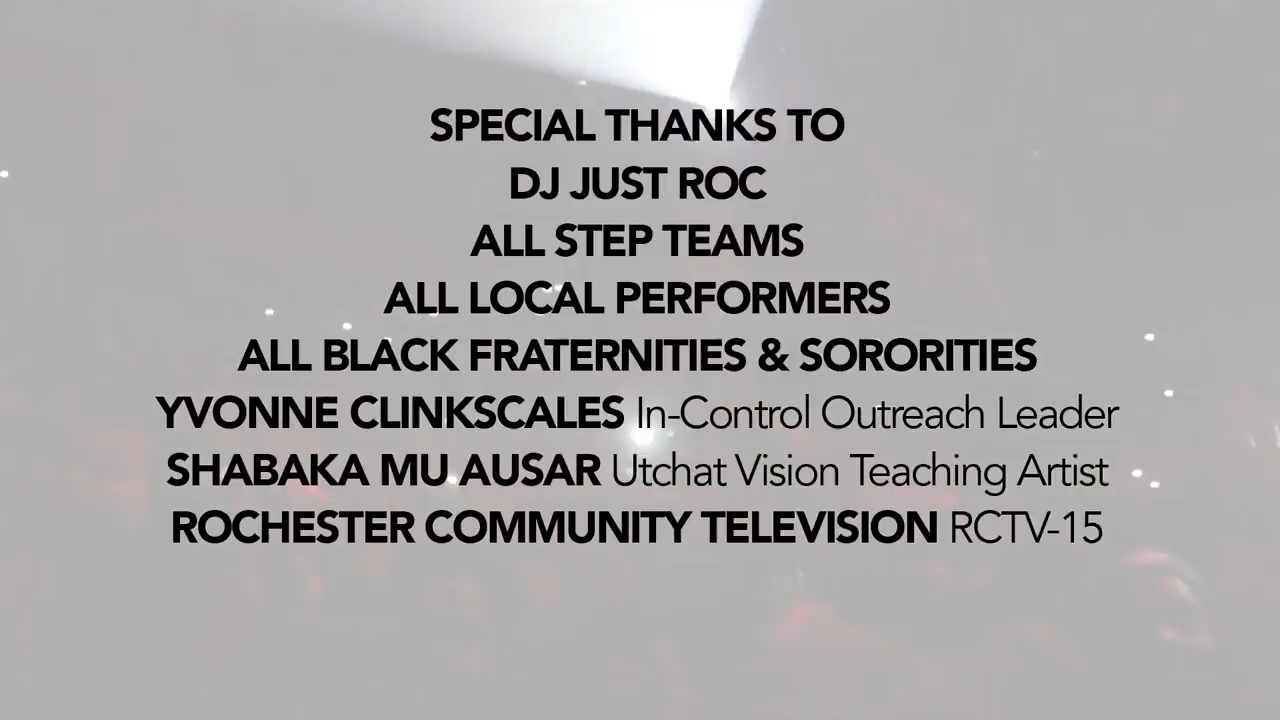 SPECIAL THANKS TO
DJ JUST ROC
ALL STEP TEAMS
ALL LOCAL PERFORMERS
ALL BLACK FRATERNITIES & SORORITIES
YVONNE CLINKSCALES In-Control Outreach Leader
SHABAKA MU AUSAR Utchat Vision Teaching Artist
ROCHESTER COMMUNITY TELEVISION RCTV-15